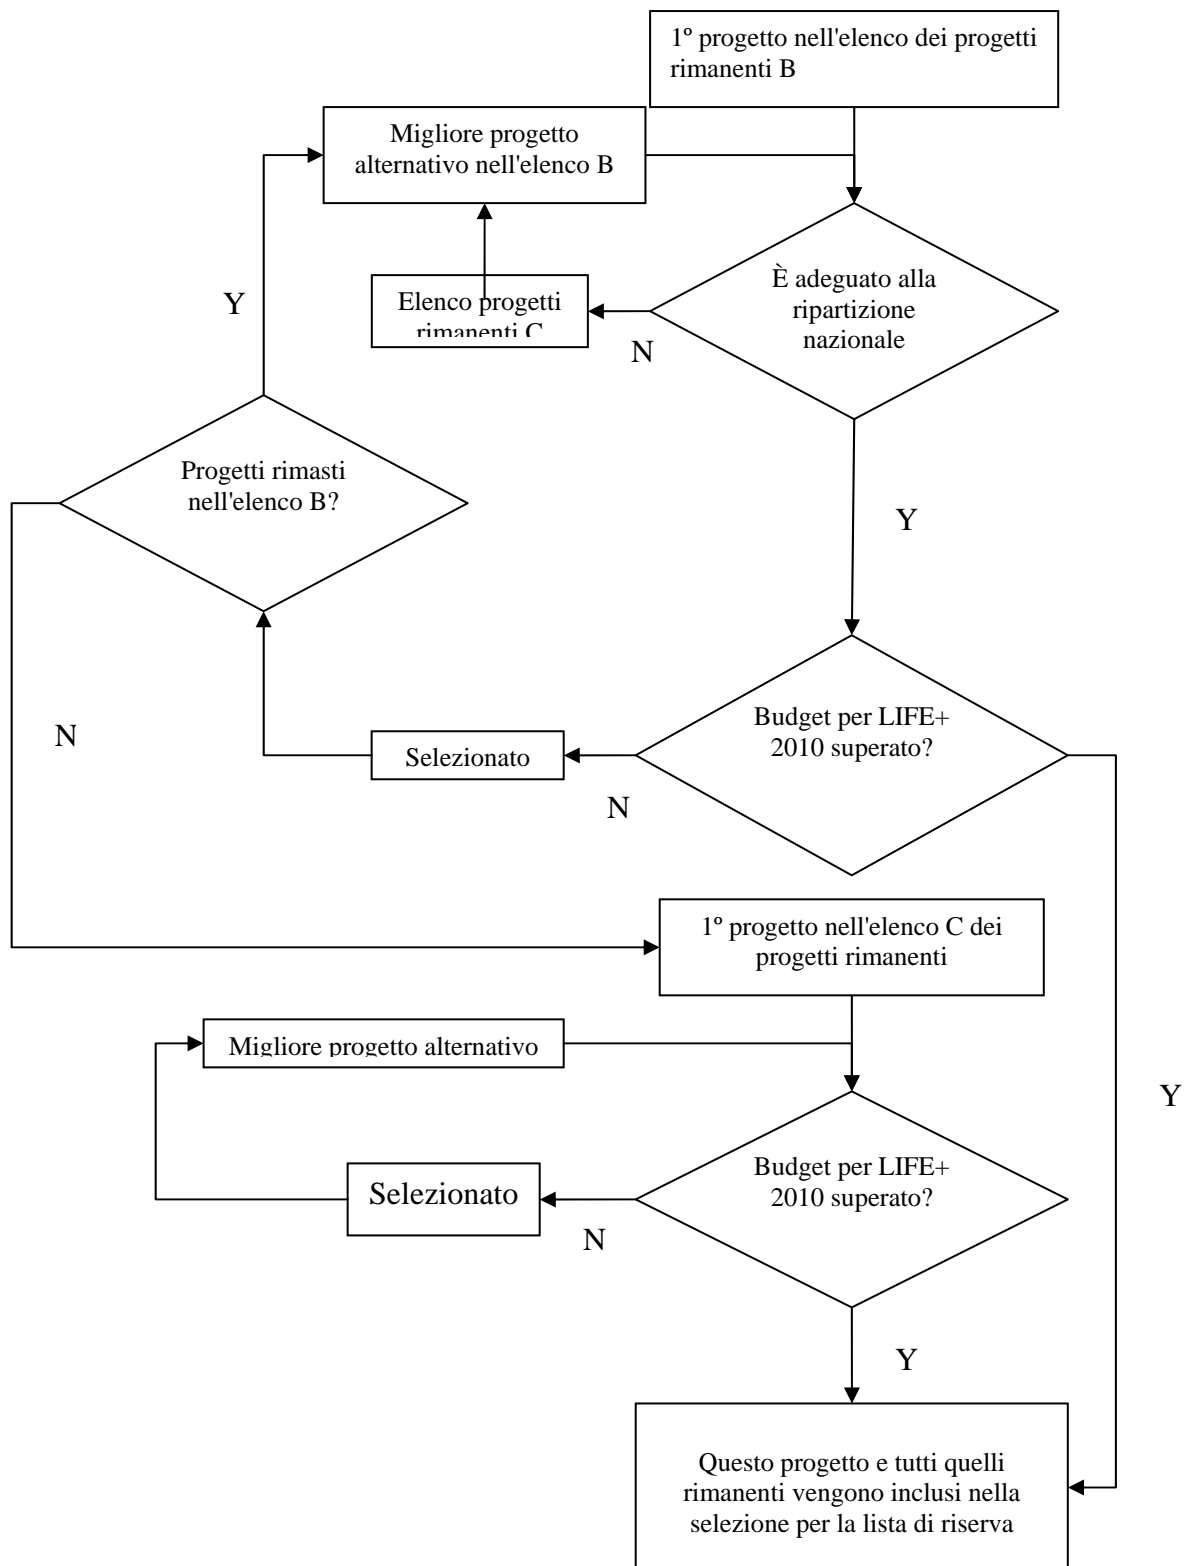 1º progetto nell'elenco dei progetti
rimanenti B
Migliore progetto
alternativo nell'elenco B
È adeguato alla
ripartizione
nazionale
Y
Elenco progetti
rimanenti C
N
Progetti rimasti
nell'elenco B?
Y
N
Budget per LIFE+
2010 superato?
Selezionato
N
1º progetto nell'elenco C dei
progetti rimanenti
Migliore progetto alternativo
Y
Budget per LIFE+
2010 superato?
Selezionato
N
Y
Questo progetto e tutti quelli
rimanenti vengono inclusi nella
selezione per la lista di riserva